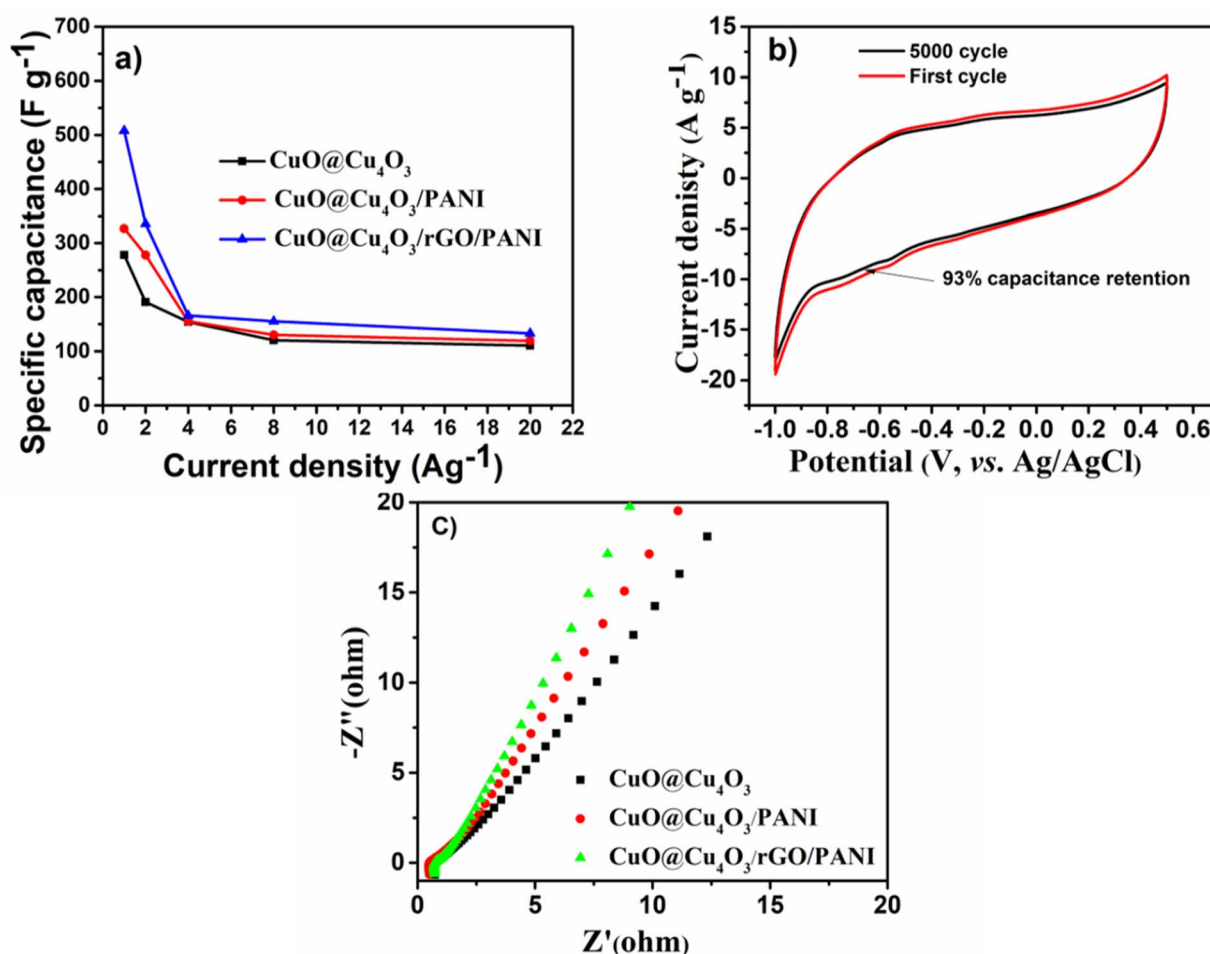 a)
Specific capacitance (F g-1)
700
600
500
400
300
200
100
0
CuO@Cu4O3
CuO@Cu4O3/PANI
CuO@Cu4O3/rGO/PANI
0 2 4 6 8 10 12 14 16 18 20 22
Current density (Ag-1)
b)
Current denisty (A g-1)
15
10
5
0
-5
-10
-15
-20
5000 cycle
First cycle
93% capacitance retention
-1.0 -0.8 -0.6 -0.4 -0.2 0.0 0.2 0.4 0.6
Potential (V, vs. Ag/AgCl)
C)
-Z"(ohm)
20
15
10
5
0
CuO@Cu4O3
CuO@Cu4O3/PANI
CuO@Cu4O3/rGO/PANI
0 5 10 15 20
Z'(ohm)